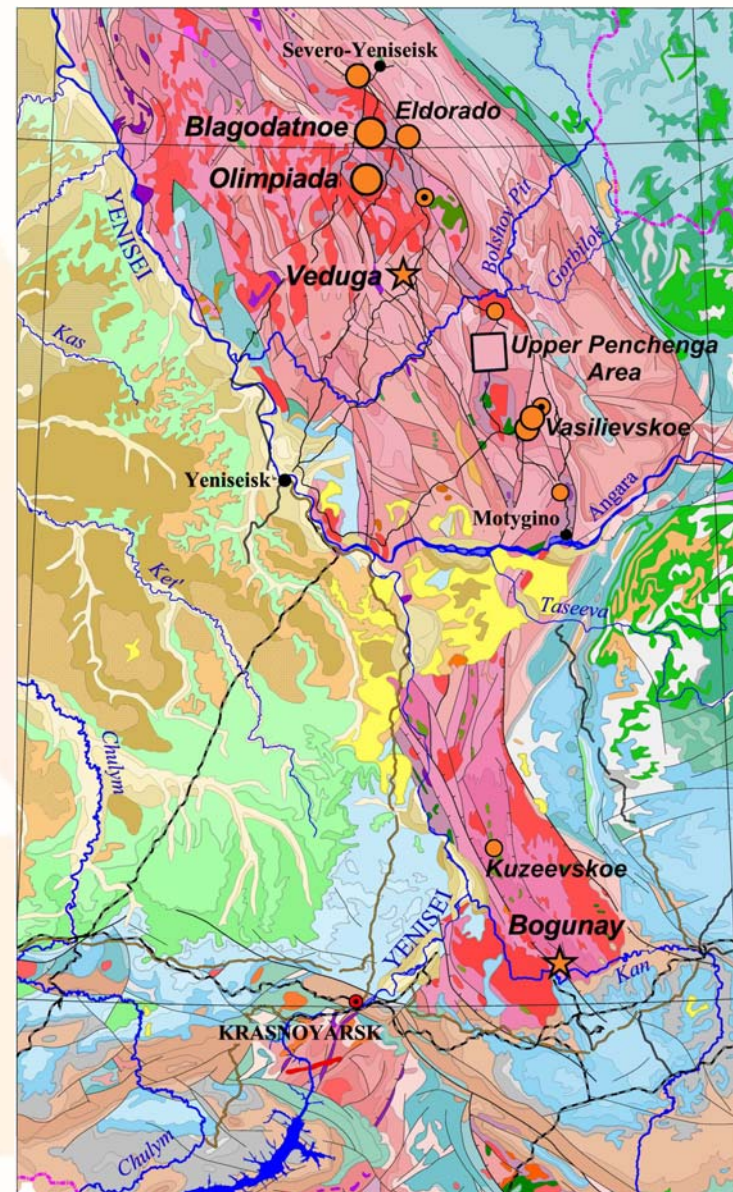 Severo-Yeniseisk
Eldorado
Blagodatnoe
Olimpiada
YENISEI
Bolshoy Pit
Gorbilok
Veduga
Kas
Upper Penchenga
Area
Vasilievskoe
Yeniseisk
Angara
Motygino
Ket'
Taseeva
Chulym
Kuzeevskoe
YENISEI
Bogunay
Kan
KRASNOYARSK
Chulym